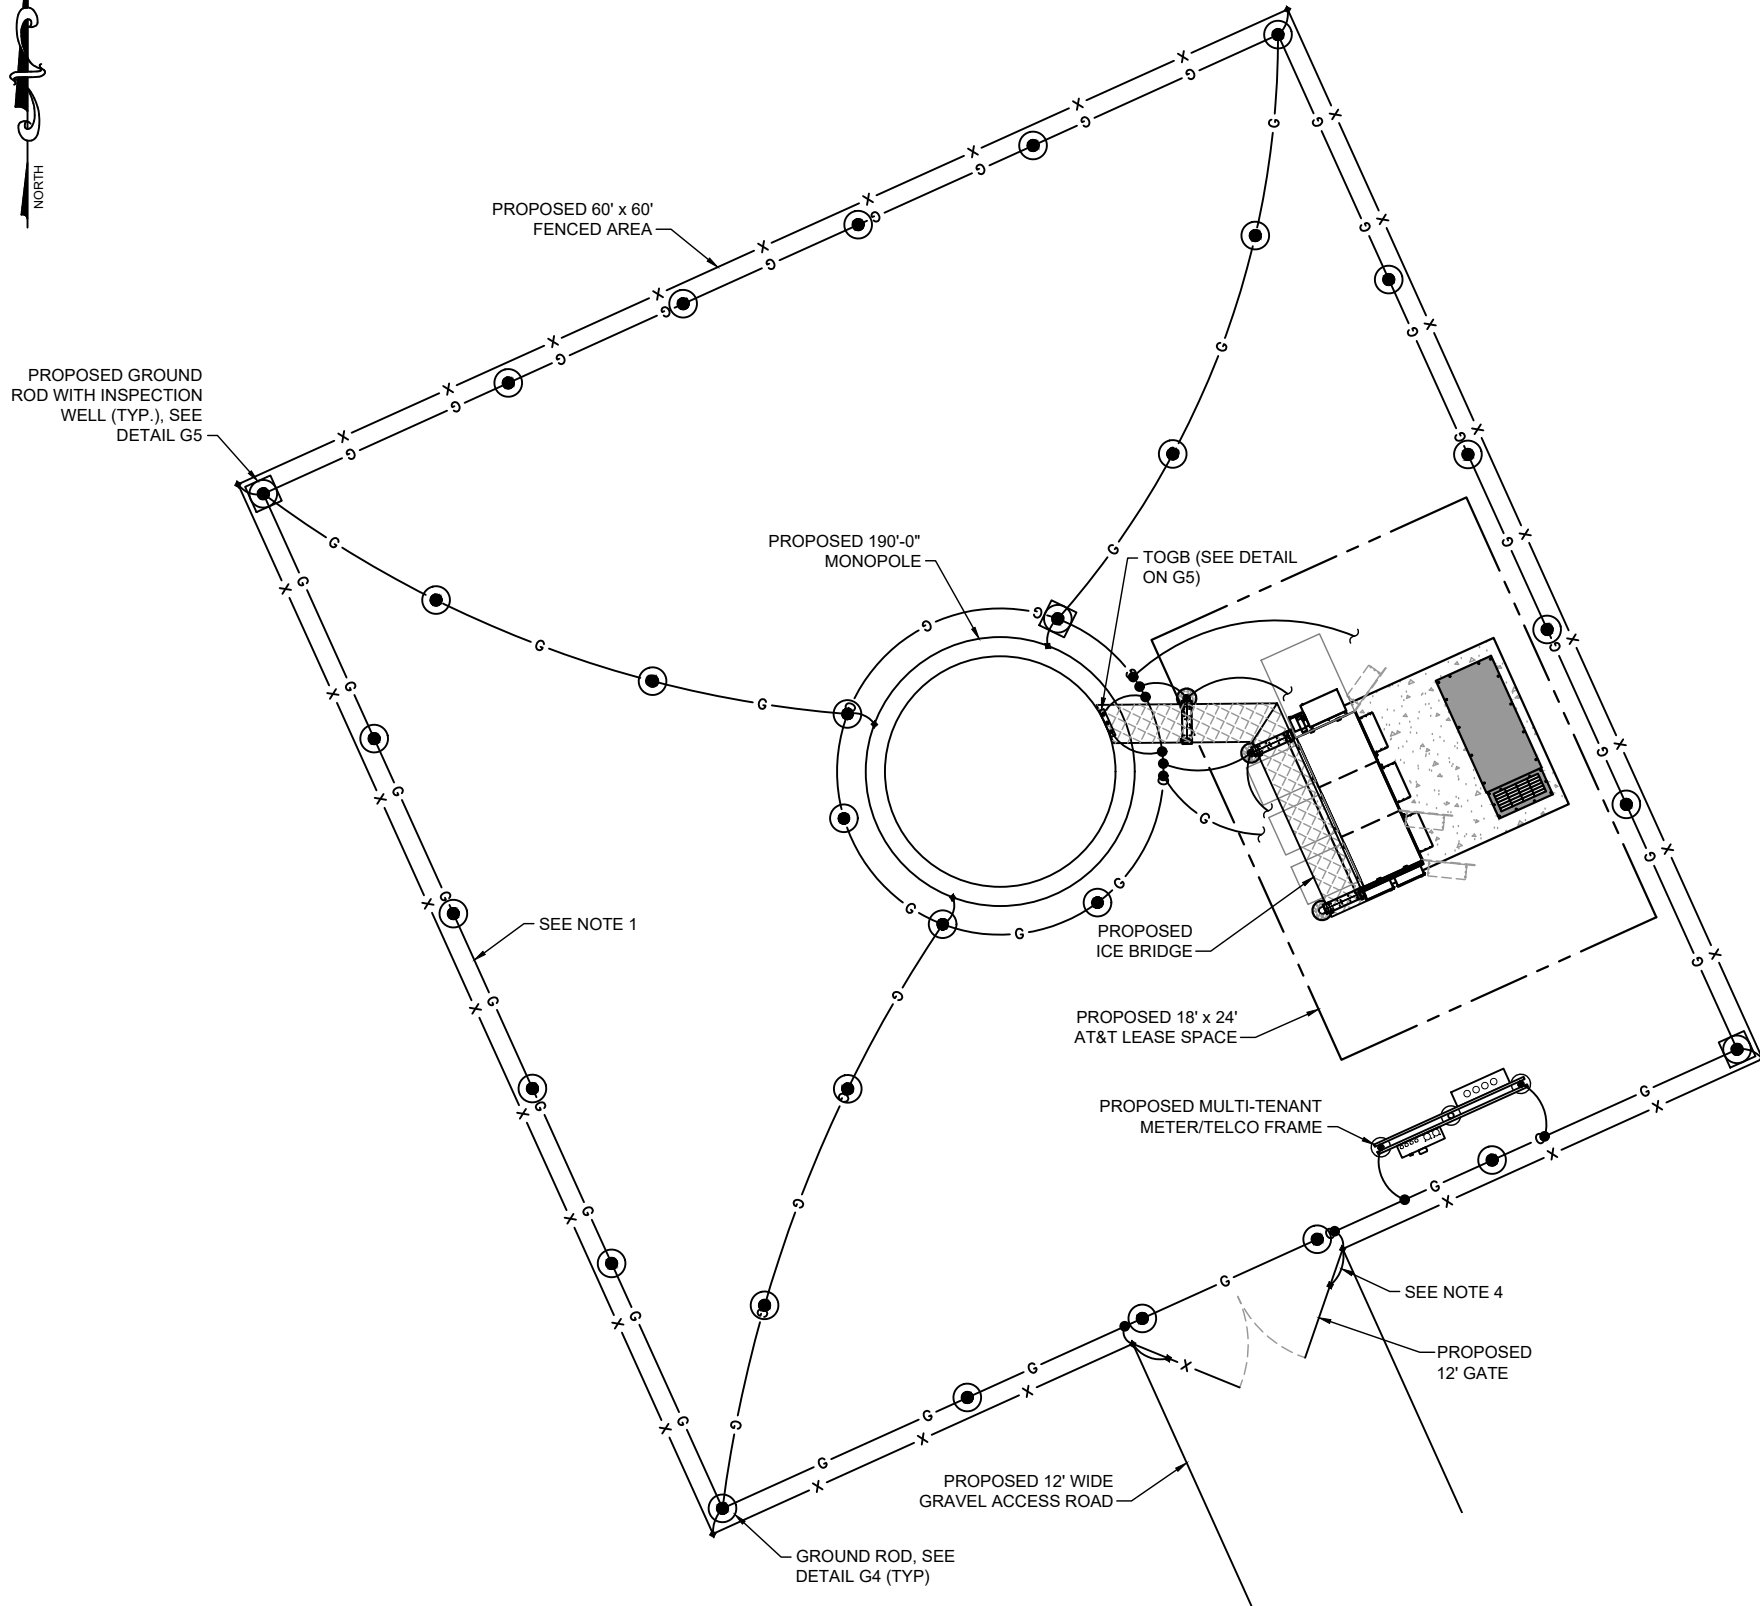 NORTH
PROPOSED 60' x 60'
FENCED AREA
PROPOSED GROUND
ROD WITH INSPECTION
WELL (TYP.), SEE
DETAIL G5
PROPOSED 190'-0"
MONOPOLE
TOGB (SEE DETAIL
ON G5)
SEE NOTE 1
PROPOSED
ICE BRIDGE
PROPOSED 18' x 24'
AT&T LEASE SPACE
PROPOSED MULTI-TENANT
METER/TELCO FRAME
SEE NOTE 4
PROPOSED
12' GATE
PROPOSED 12' WIDE
GRAVEL ACCESS ROAD
GROUND ROD, SEE
DETAIL G4 (TYP)